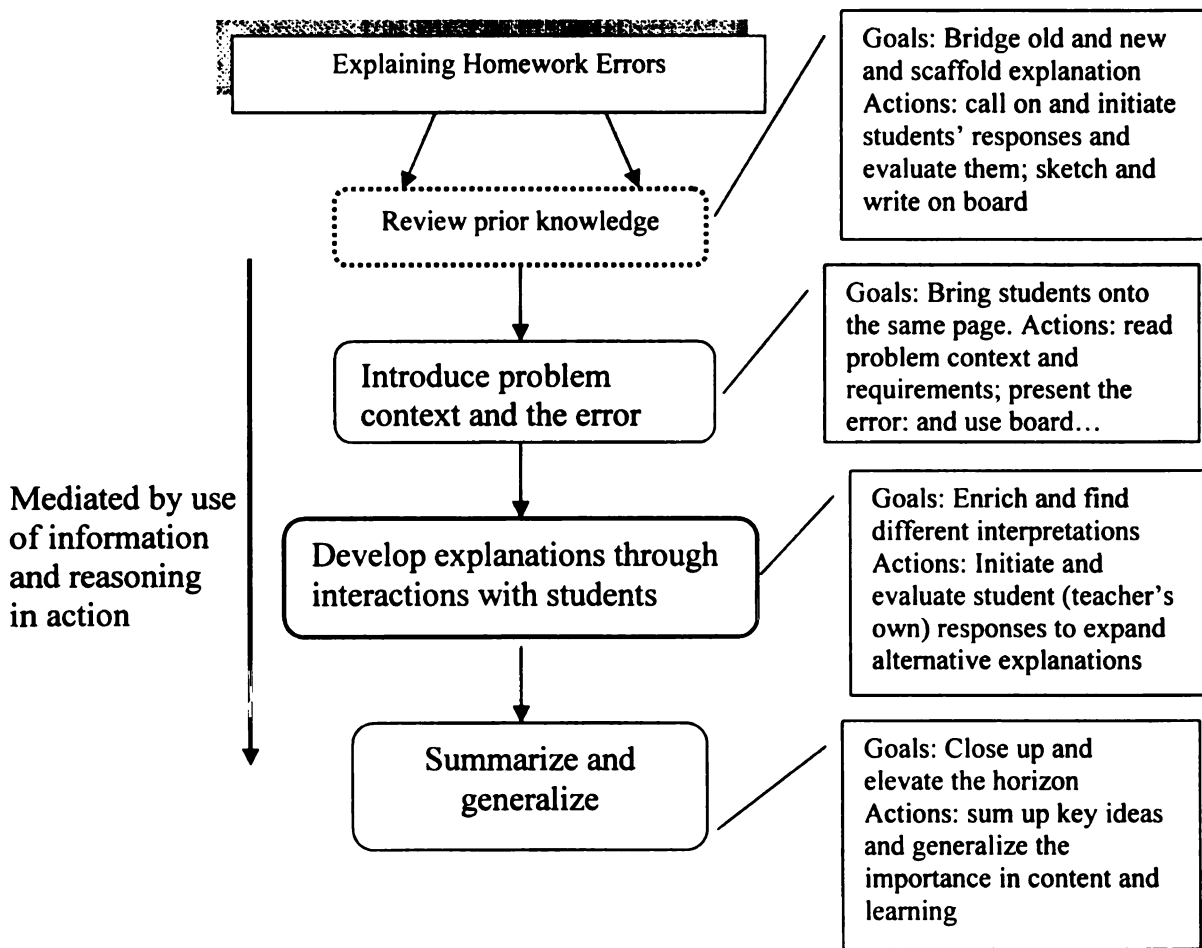 Explaining Homework Errors
Goals: Bridge old and new
and scaffold explanation
Actions: call on and initiate
students' responses and
evaluate them; sketch and
write on board
Review prior knowledge
Goals: Bring students onto
the same page. Actions: read
problem context and
requirements; present the
error: and use board...
Introduce problem
context and the error
Mediated by use
of information
and reasoning
in action
Goals: Enrich and find
different interpretations
Actions: Initiate and
evaluate student (teacher's
own) responses to expand
alternative explanations
Develop explanations through
interactions with students
Goals: Close up and
elevate the horizon
Actions: sum up key ideas
and generalize the
importance in content and
learning
Summarize and
generalize